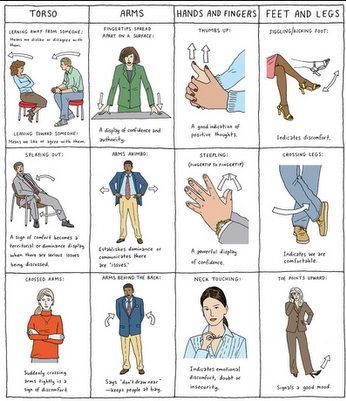 TORSO
ARMS
HANDS AND FINGERS
FEET AND LEGS
LEANING AWAY FROM SOMEONE:
Means we dislike or disagree with
them.
LEANING TOWARD SOMEONE:
Means we like or agree with them.
FINGERTIPS SPREAD
APART ON A SURFACE:
A display of confidence and
authority.
THUMBS UP:
A good indication of
positive thoughts.
JIGGLING/KICKING FOOT:
Indicates discomfort.
SPLAYING OUT:
A sign of comfort becomes a
territorial or dominance display
when there are serious issues
being discussed.
ARMS AKIMBO:
Establishes dominance or
communicates there
are "issues."
STEEPLING:
(FINGERTIP TO FINGERTIP)
A powerful display
of confidence.
CROSSING LEGS:
Indicates we are
comfortable.
CROSSED ARMS:
Suddenly crossing
arms tightly is a
sign of discomfort.
ARMS BEHIND THE BACK:
Says "don't draw near"
—keeps people at bay.
NECK TOUCHING:
Indicates emotional
discomfort, doubt or
insecurity.
THE POINTS UPWARD:
Signals a good mood.